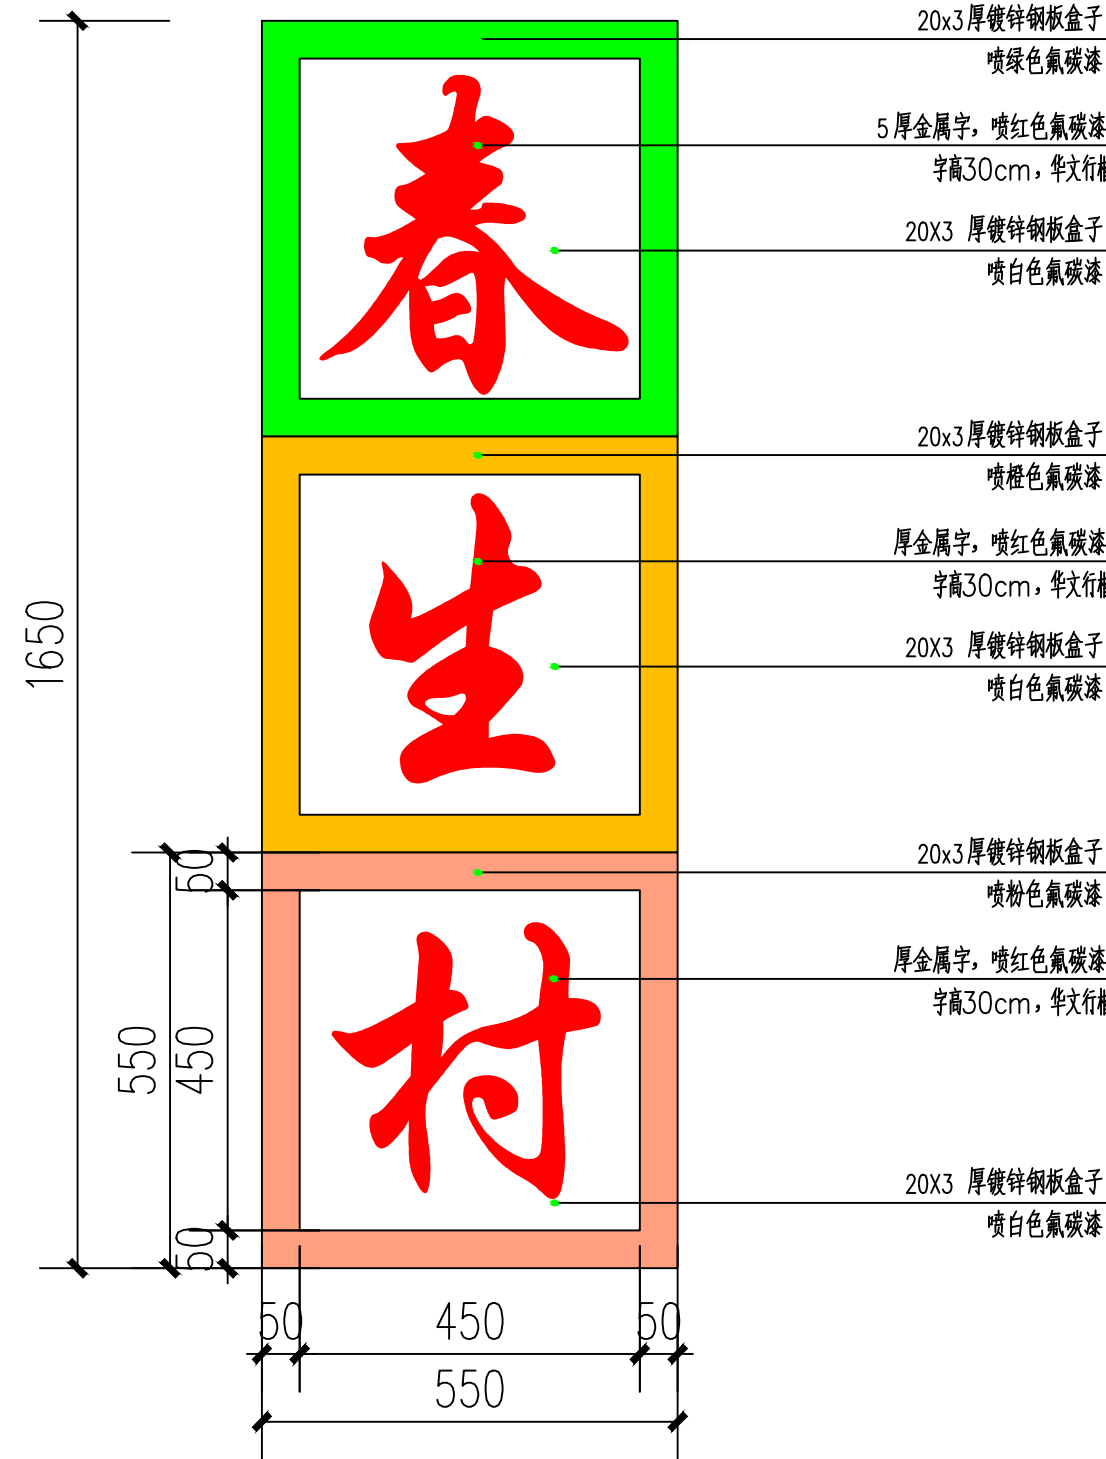 20x3厚镀锌钢板盒子
喷绿色氟碳漆
5厚金属字，喷红色氟碳漆
字高30cm，华文行楷
20X3 厚镀锌钢板盒子
喷白色氟碳漆
春
20x3厚镀锌钢板盒子
喷橙色氟碳漆
厚金属字，喷红色氟碳漆
字高30cm，华文行楷
20X3 厚镀锌钢板盒子
喷白色氟碳漆
生
1650
20x3厚镀锌钢板盒子
喷粉色氟碳漆
厚金属字，喷红色氟碳漆
字高30cm，华文行楷
村
50
550
450
50
20X3 厚镀锌钢板盒子
喷白色氟碳漆
50
450
50
550